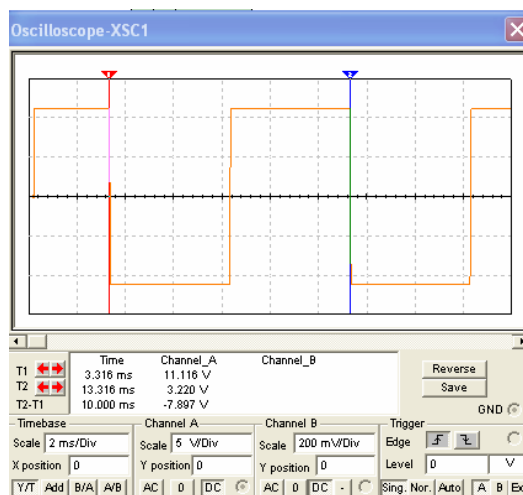 Oscilloscope-XSC1
1 2
Time Channel_A Channel_B
T1 3.316 ms 11.116 V
T2 13.316 ms 3.220 V
T2-T1 10.000 ms -7.897 V
Reverse
Save
GND
Timebase Channel A Channel B Trigger
Scale 2 ms/Div Scale 5 V/Div Scale 200 mV/Div Edge
X position 0 Y position 0 Y position 0 Level 0 V
Y/T Add B/A A/B AC 0 DC AC 0 DC - Sing. Nor. Auto A B Ex